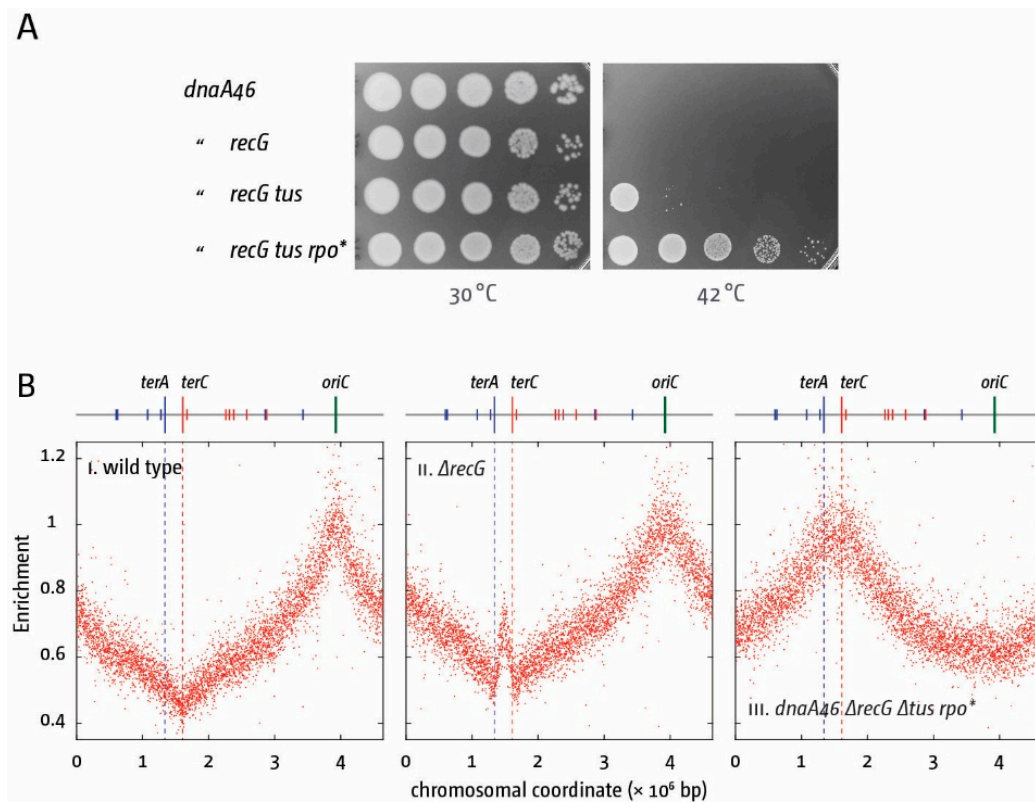 A
dnaA46
“ recG
“ recG tus
“ recG tus rpo*
30 °C 42 °C
B
terA terC oriC terA terC oriC terA terC oriC
I. wild type II. ΔrecG III. dnaA46 ΔrecG Δtus rpo*
1.2
1
0.8
0.6
0.4
Enrichment
0 1 2 3 4 0 1 2 3 4 0 1 2 3 4
chromosomal coordinate (× 10⁶ bp)